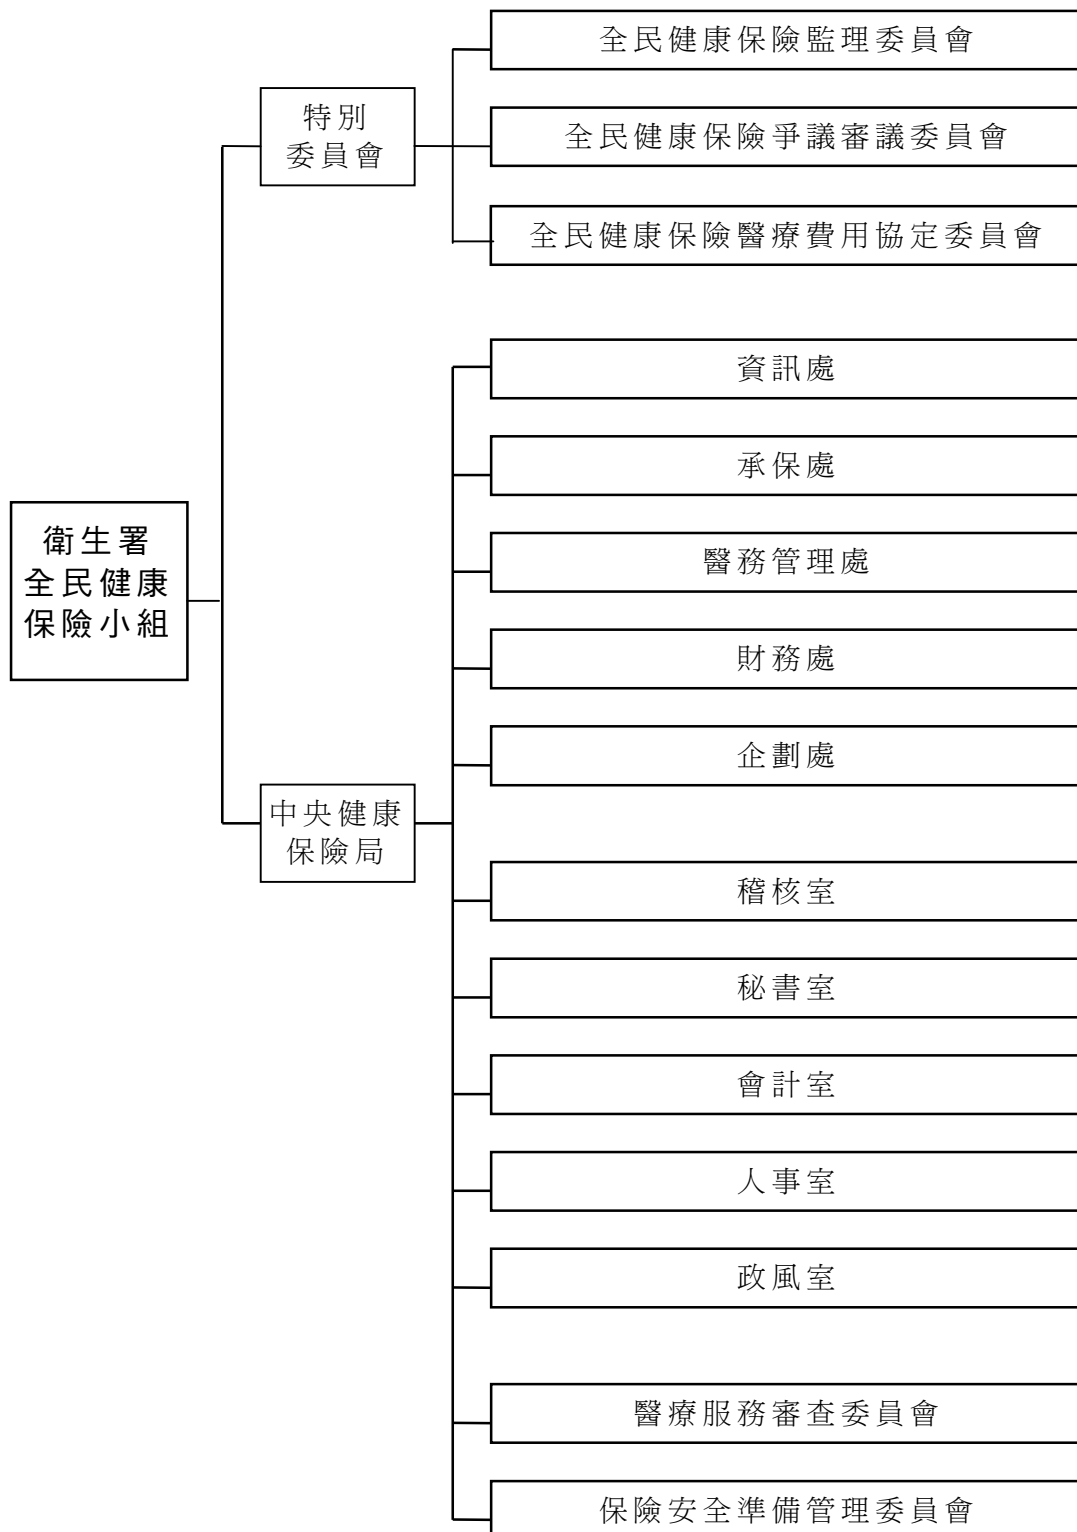 全民健康保險監理委員會
特別
委員會
全民健康保險爭議審議委員會
全民健康保險醫療費用協定委員會
資訊處
承保處
衛生署
全民健康
保險小組
醫務管理處
財務處
企劃處
中央健康
保險局
稽核室
秘書室
會計室
人事室
政風室
醫療服務審查委員會
保險安全準備管理委員會